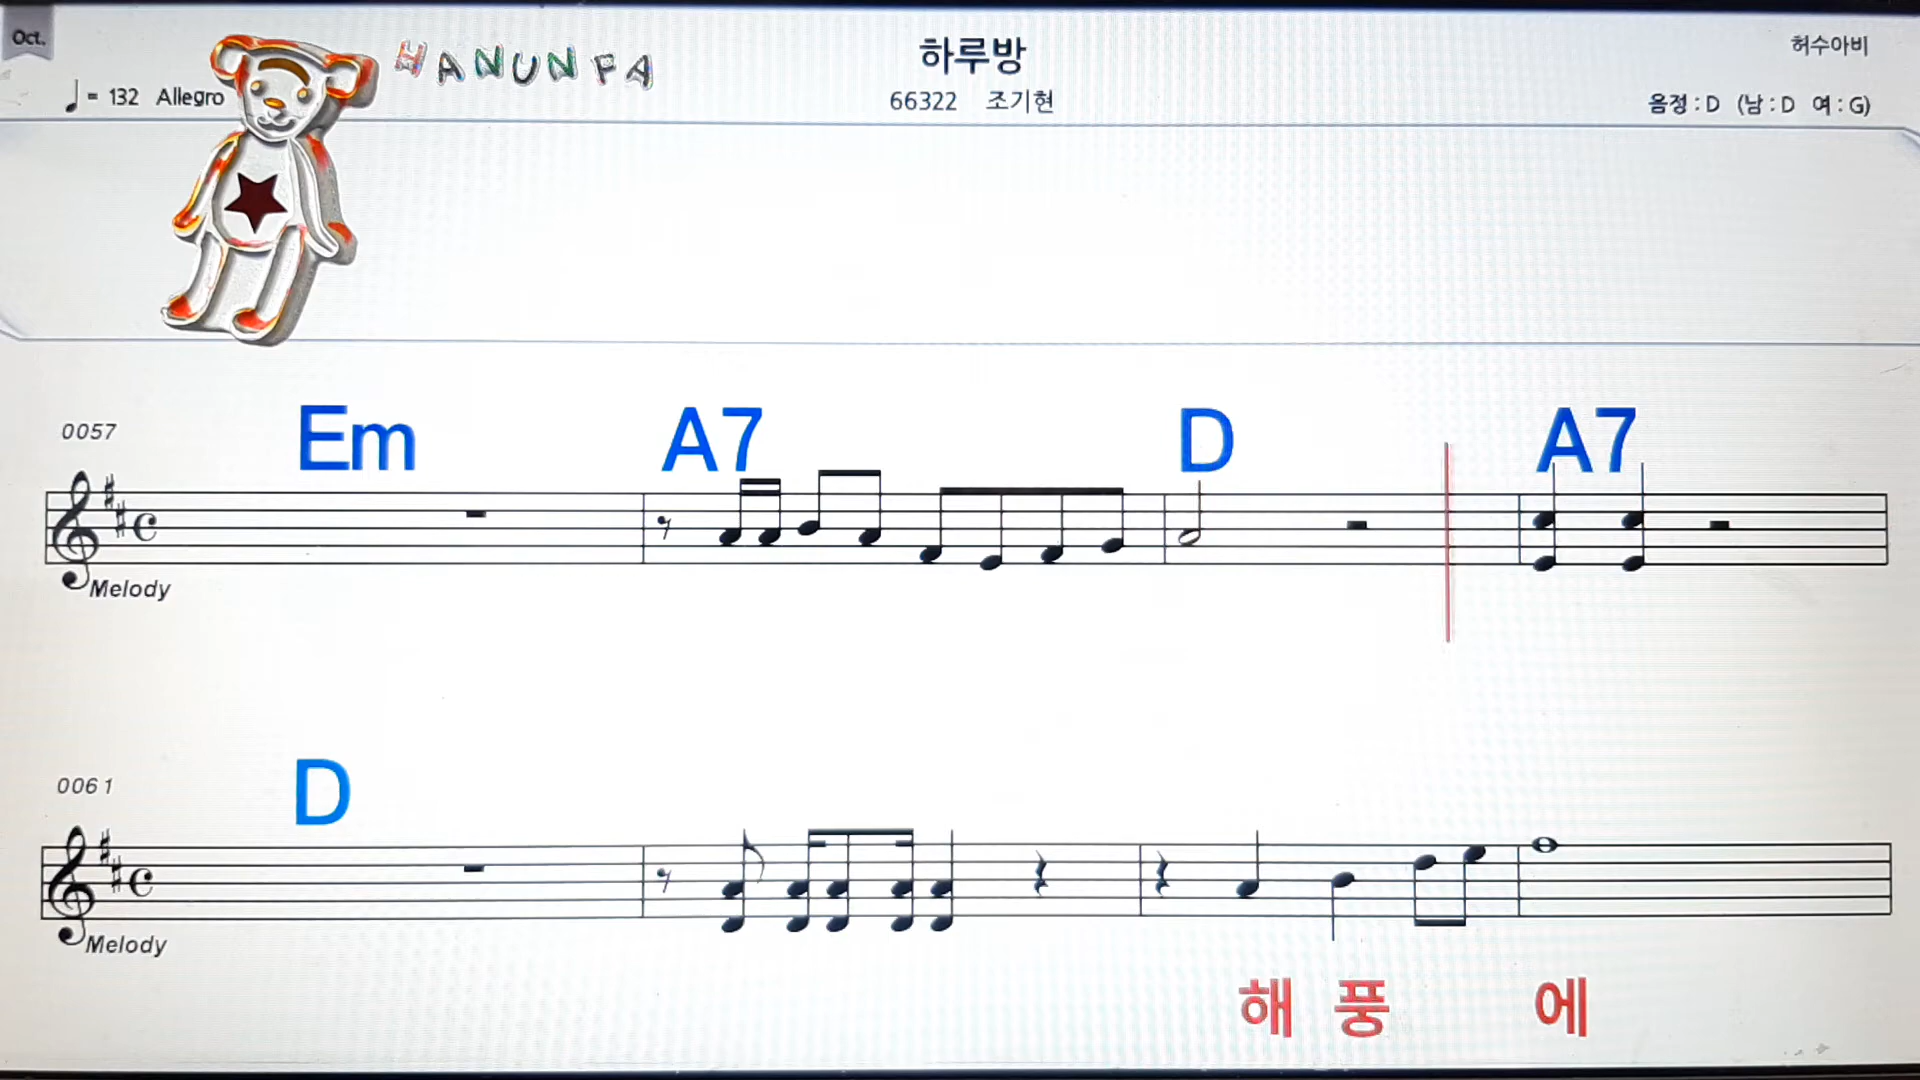 Oct.
HANUNFA
하루방
허수아비
♩= 132 Allegro
66322 조기현
음정 : D (남 : D 여 : G)
0057
Em A7 D A7
Melody
0061
D
Melody
해 풍 에